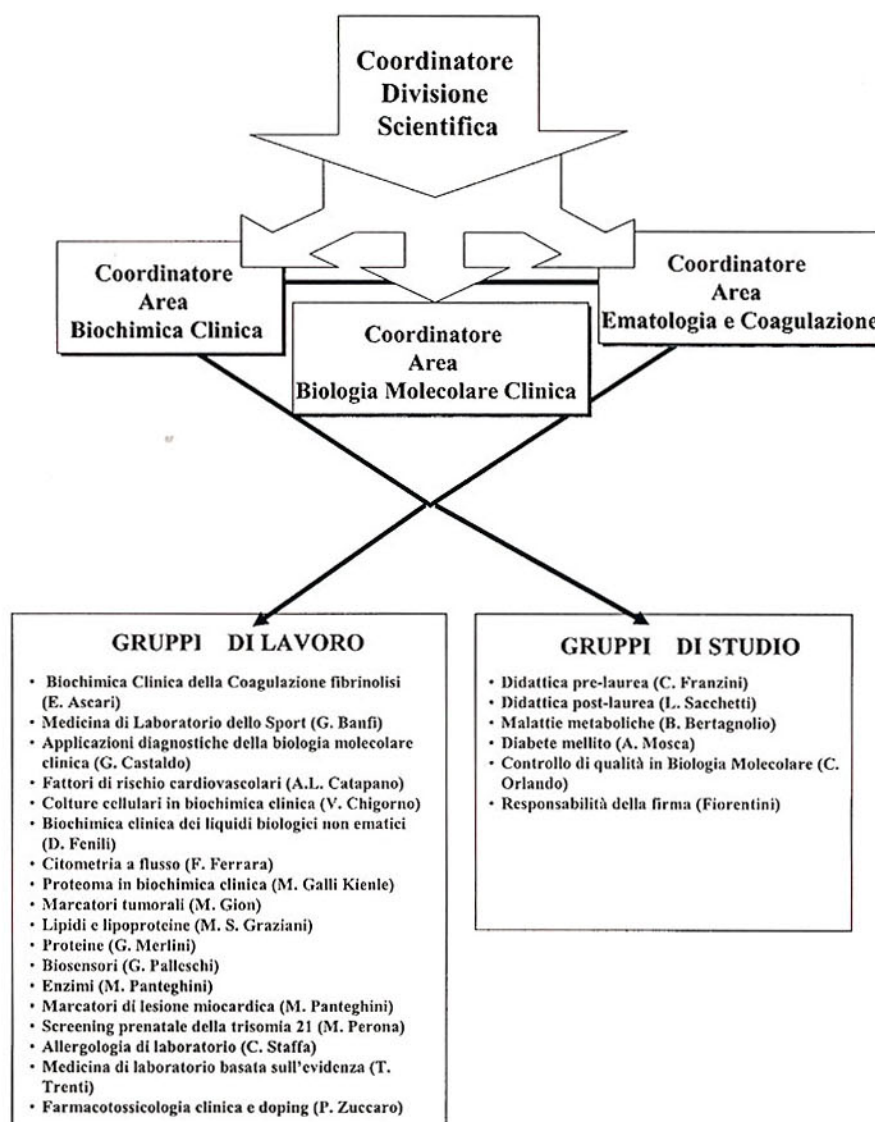 Coordinatore
Divisione
Scientifica
Coordinatore
Area
Biochimica Clinica
Coordinatore
Area
Biologia Molecolare Clinica
Coordinatore
Area
Ematologia e Coagulazione
GRUPPI DI LAVORO
• Biochimica Clinica della Coagulazione fibrinolisi
(E. Ascari)
• Medicina di Laboratorio dello Sport (G. Banfi)
• Applicazioni diagnostiche della biologia molecolare
clinica (G. Castaldo)
• Fattori di rischio cardiovascolari (A.L. Catapano)
• Colture cellulari in biochimica clinica (V. Chigorno)
• Biochimica clinica dei liquidi biologici non ematici
(D. Fenili)
• Citometria a flusso (F. Ferrara)
• Proteoma in biochimica clinica (M. Galli Kienle)
• Marcatori tumorali (M. Gion)
• Lipidi e lipoproteine (M. S. Graziani)
• Proteine (G. Merlini)
• Biosensori (G. Palleschi)
• Enzimi (M. Panteghini)
• Marcatori di lesione miocardica (M. Panteghini)
• Screening prenatale della trisomia 21 (M. Perona)
• Allergologia di laboratorio (C. Staffa)
• Medicina di laboratorio basata sull'evidenza (T.
Trenti)
• Farmacotossicologia clinica e doping (P. Zuccaro)
GRUPPI DI STUDIO
• Didattica pre-laurea (C. Franzini)
• Didattica post-laurea (L. Sacchetti)
• Malattie metaboliche (B. Bertagnolio)
• Diabete mellito (A. Mosca)
• Controllo di qualità in Biologia Molecolare (C.
Orlando)
• Responsabilità della firma (Fiorentini)